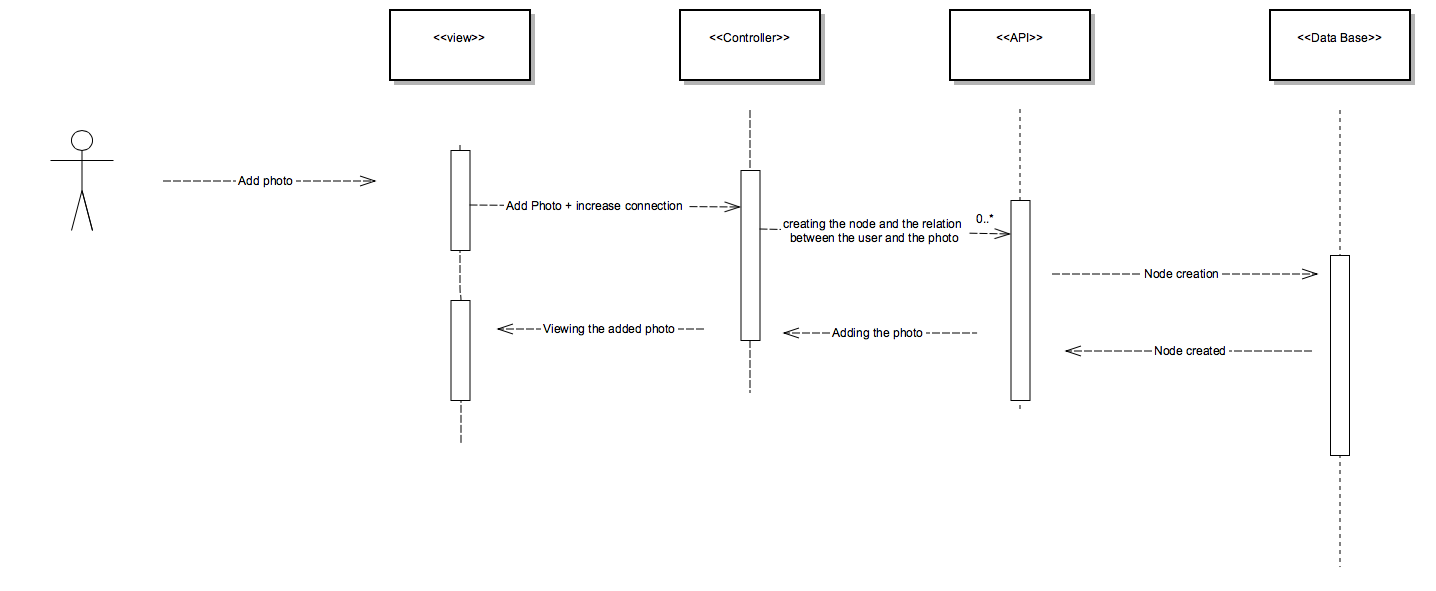 <<view>>
<<Controller>>
<<API>>
<<Data Base>>
Add photo
Add Photo + increase connection
0..*
creating the node and the relation
between the user and the photo
Node creation
Viewing the added photo
Adding the photo
Node created